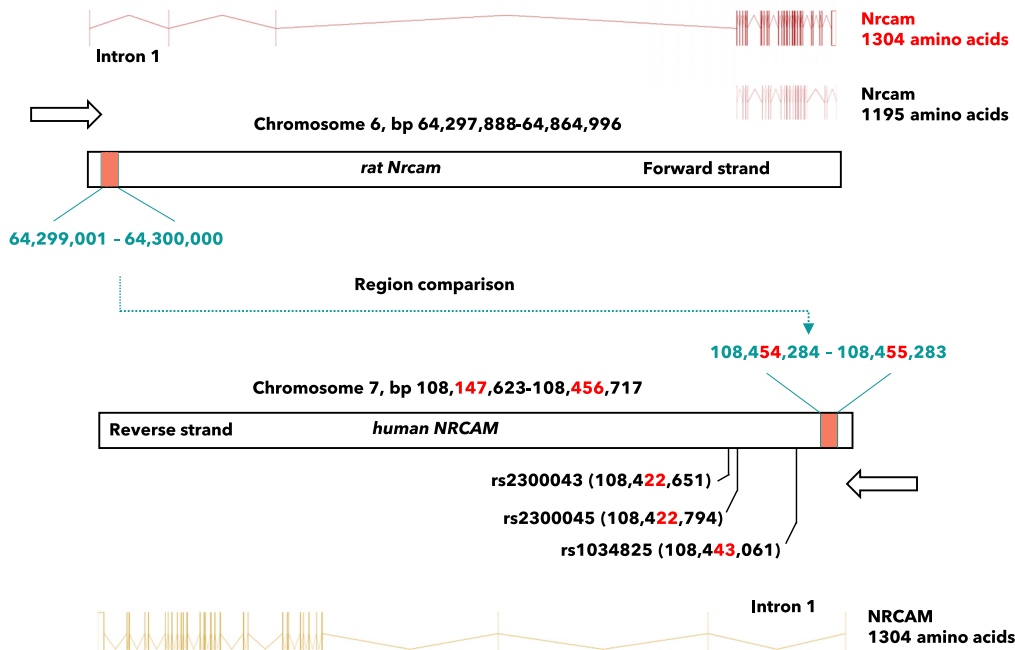 Nrcam
1304 amino acids
Intron 1
Nrcam
1195 amino acids
Chromosome 6, bp 64,297,888-64,864,996
rat Nrcam
Forward strand
64,299,001 - 64,300,000
Region comparison
108,454,284 - 108,455,283
Chromosome 7, bp 108,147,623-108,456,717
Reverse strand
human NRCAM
rs2300043 (108,422,651)
rs2300045 (108,422,794)
rs1034825 (108,443,061)
Intron 1
NRCAM
1304 amino acids